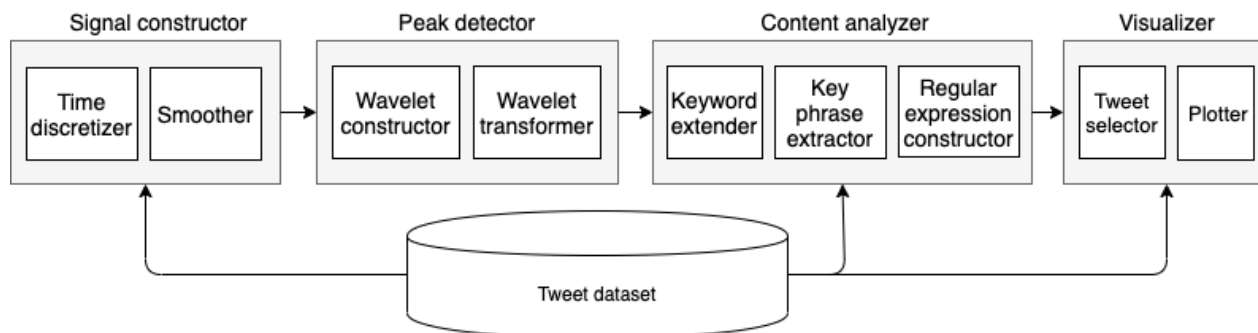 Signal constructor
Peak detector
Content analyzer
Visualizer
Time
discretizer
Smoother
Wavelet
constructor
Wavelet
transformer
Keyword
extender
Key
phrase
extractor
Regular
expression
constructor
Tweet
selector
Plotter
Tweet dataset